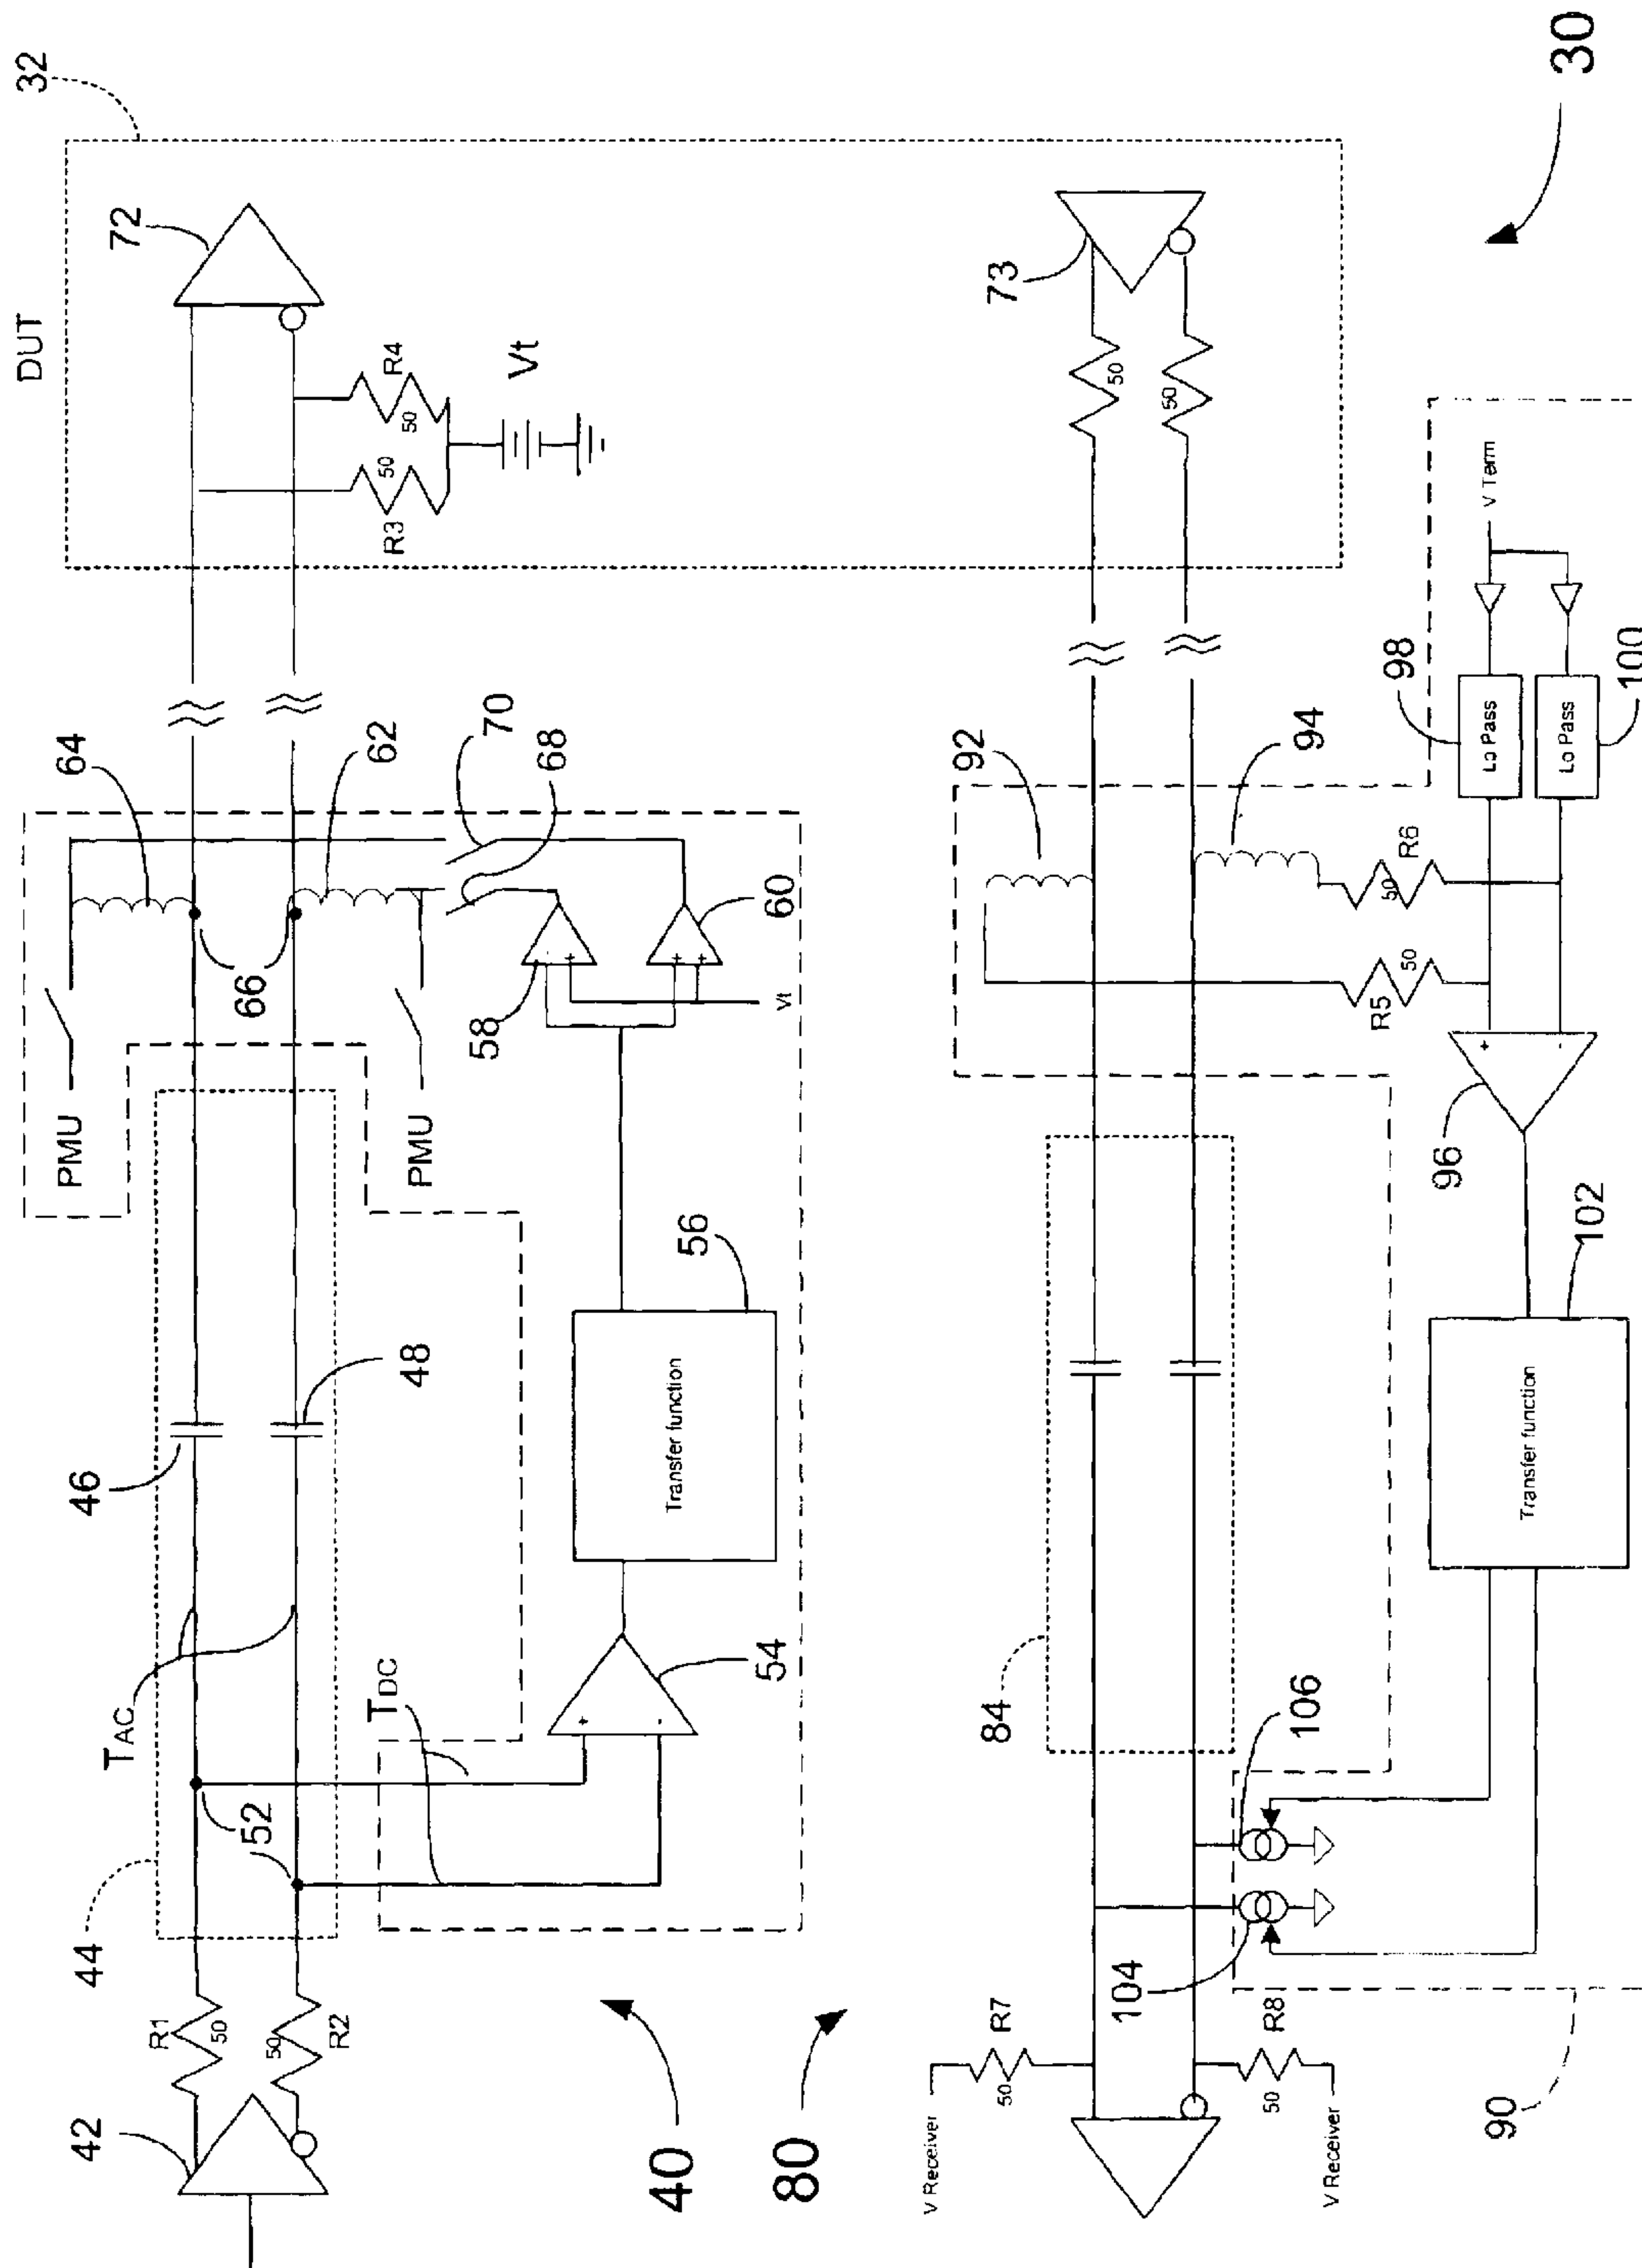 DUT
32
72
R4
50
50
R3
Vt
73
50
50
30
64
62
70
68
66
PMU
PMU
58
60
Vt
56
Transfer function
46
48
44
TAC
TDC
52
54
R1
50
50
R2
42
40
80
92
94
98
100
Lo Pass
Lo Pass
V Term
R6
50
50
R5
+
-
96
102
Transfer function
84
106
104
R7
50
R8
50
V Receiver
V Receiver
90